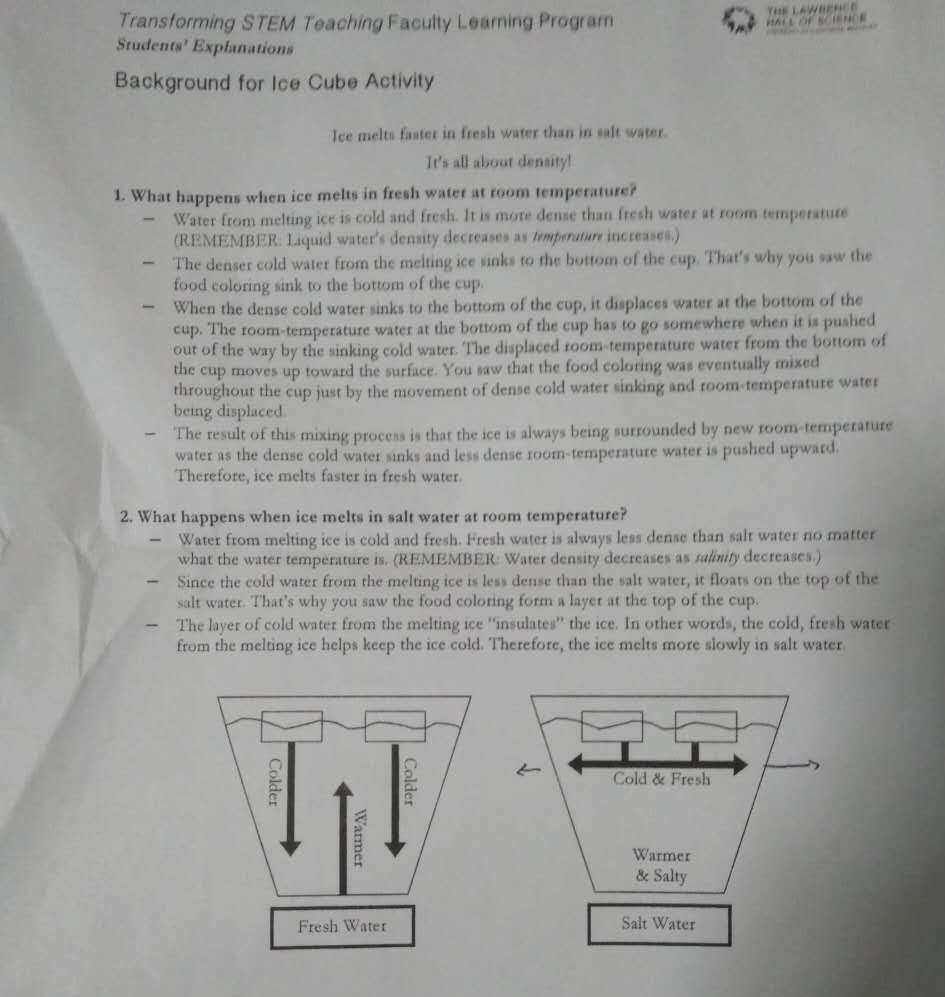 Transforming STEM Teaching Faculty Learning Program
THE LAWRENCE
HALL OF SCIENCE
Students' Explanations
Background for Ice Cube Activity
Ice melts faster in fresh water than in salt water.
It's all about density!
1. What happens when ice melts in fresh water at room temperature?
– Water from melting ice is cold and fresh. It is more dense than fresh water at room temperature
(REMEMBER: Liquid water's density decreases as temperature increases.)
– The denser cold water from the melting ice sinks to the bottom of the cup. That's why you saw the
food coloring sink to the bottom of the cup.
– When the dense cold water sinks to the bottom of the cup, it displaces water at the bottom of the
cup. The room-temperature water at the bottom of the cup has to go somewhere when it is pushed
out of the way by the sinking cold water. The displaced room-temperature water from the bottom of
the cup moves up toward the surface. You saw that the food coloring was eventually mixed
throughout the cup just by the movement of dense cold water sinking and room-temperature water
being displaced.
– The result of this mixing process is that the ice is always being surrounded by new room-temperature
water as the dense cold water sinks and less dense room-temperature water is pushed upward.
Therefore, ice melts faster in fresh water.
2. What happens when ice melts in salt water at room temperature?
– Water from melting ice is cold and fresh. Fresh water is always less dense than salt water no matter
what the water temperature is. (REMEMBER: Water density decreases as salinity decreases.)
– Since the cold water from the melting ice is less dense than the salt water, it floats on the top of the
salt water. That's why you saw the food coloring form a layer at the top of the cup.
– The layer of cold water from the melting ice "insulates" the ice. In other words, the cold, fresh water
from the melting ice helps keep the ice cold. Therefore, the ice melts more slowly in salt water.
Colder
Warmer
Colder
Fresh Water
Cold & Fresh
Warmer
& Salty
Salt Water